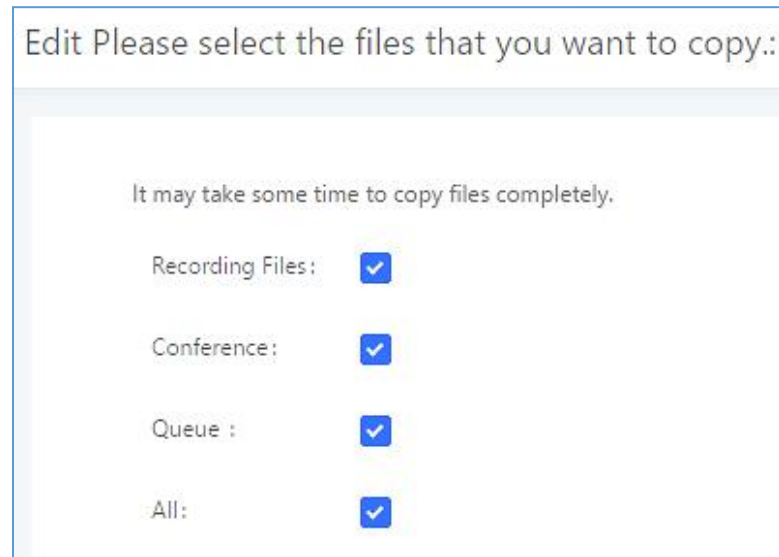 Edit Please select the files that you want to copy.:
It may take some time to copy files completely.
Recording Files:
Conference:
Queue :
All: